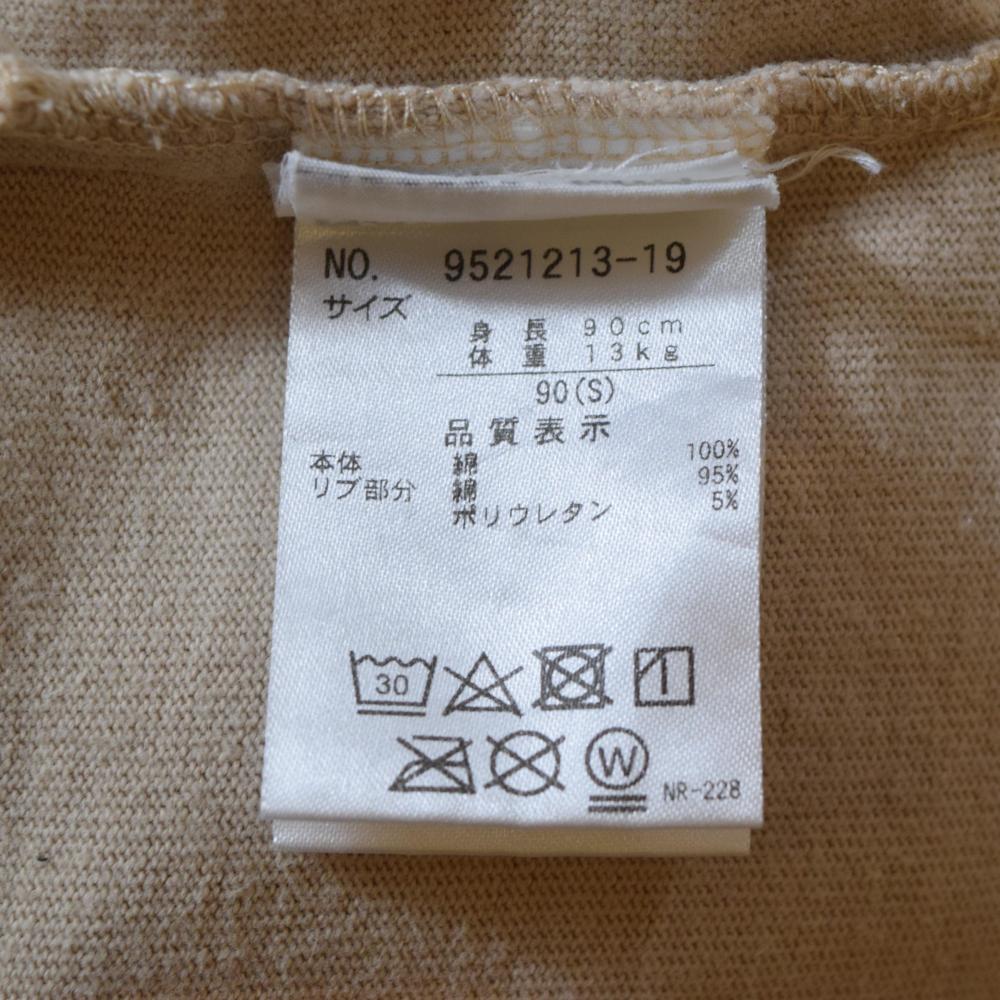 NO. 9521213-19
サイズ
身長 90cm
体重 13kg
90(S)
品質表示
本体 綿 100%
リブ部分 綿 95%
ポリウレタン 5%
30
W NR-228